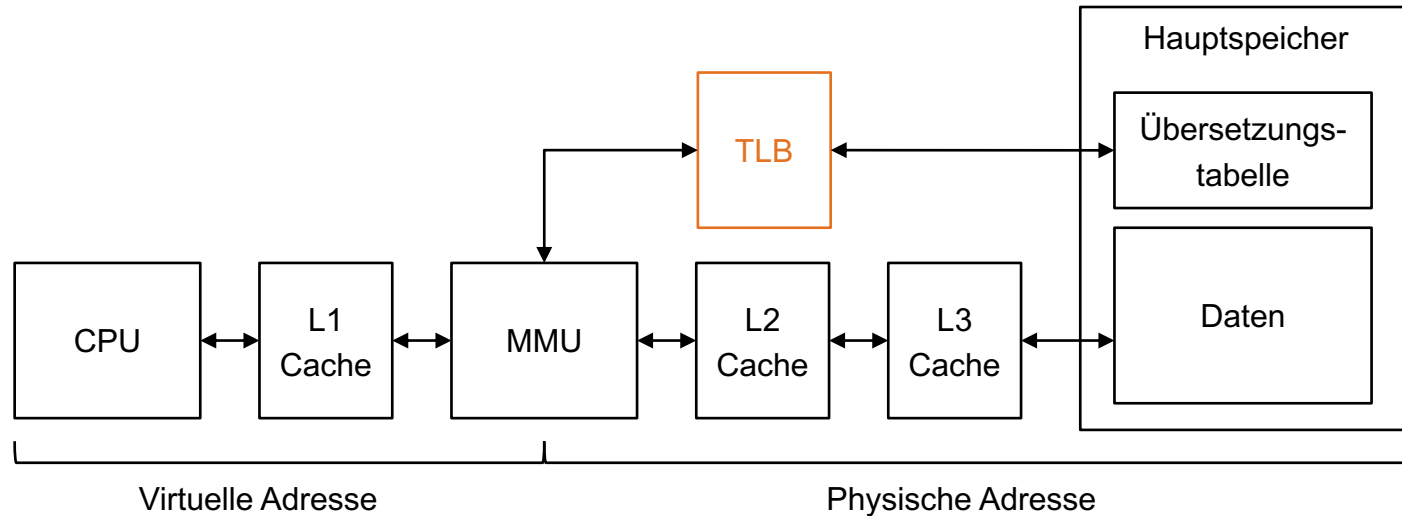 Hauptspeicher
TLB
Übersetzungs-
tabelle
CPU
L1
Cache
MMU
L2
Cache
L3
Cache
Daten
Virtuelle Adresse
Physische Adresse